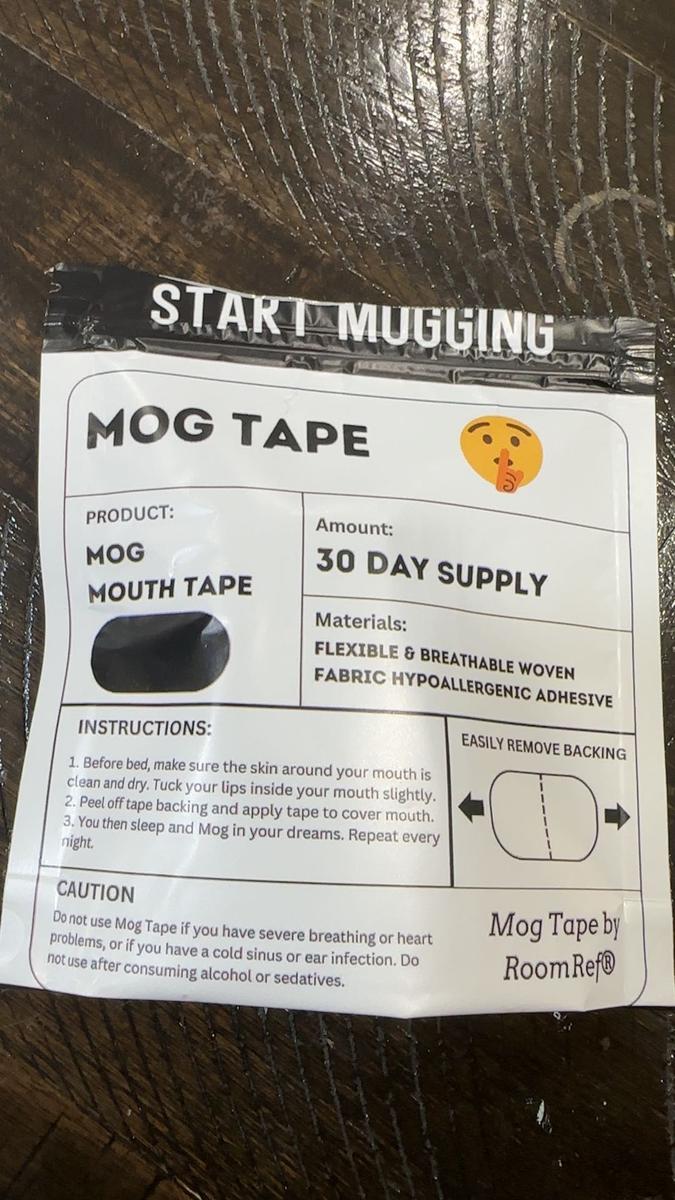 START MOGGING
MOG TAPE
PRODUCT:
MOG
MOUTH TAPE
Amount:
30 DAY SUPPLY
Materials:
FLEXIBLE & BREATHABLE WOVEN
FABRIC HYPOALLERGENIC ADHESIVE
INSTRUCTIONS:
1. Before bed, make sure the skin around your mouth is
clean and dry. Tuck your lips inside your mouth slightly.
2. Peel off tape backing and apply tape to cover mouth.
3. You then sleep and Mog in your dreams. Repeat every
night.
EASILY REMOVE BACKING
CAUTION
Do not use Mog Tape if you have severe breathing or heart
problems, or if you have a cold sinus or ear infection. Do
not use after consuming alcohol or sedatives.
Mog Tape by
RoomRef®